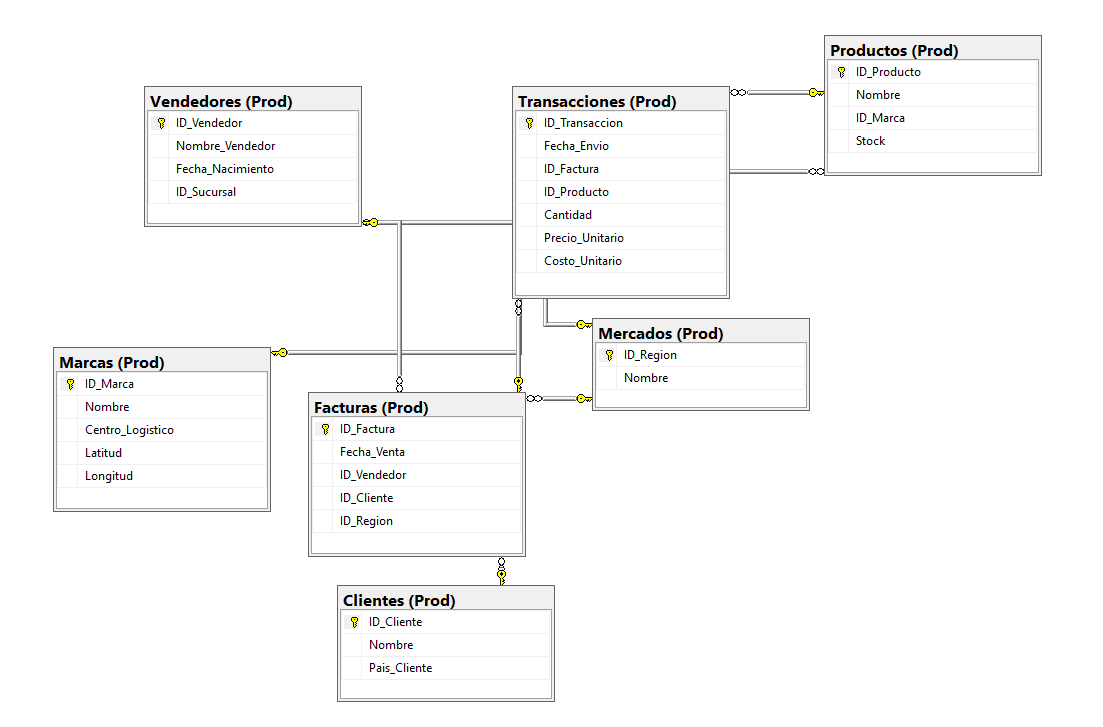 Productos (Prod)
ID_Producto
Nombre
ID_Marca
Stock
Vendedores (Prod)
ID_Vendedor
Nombre_Vendedor
Fecha_Nacimiento
ID_Sucursal
Transacciones (Prod)
ID_Transaccion
Fecha_Envio
ID_Factura
ID_Producto
Cantidad
Precio_Unitario
Costo_Unitario
Mercados (Prod)
ID_Region
Nombre
Marcas (Prod)
ID_Marca
Nombre
Centro_Logistico
Latitud
Longitud
Facturas (Prod)
ID_Factura
Fecha_Venta
ID_Vendedor
ID_Cliente
ID_Region
Clientes (Prod)
ID_Cliente
Nombre
Pais_Cliente